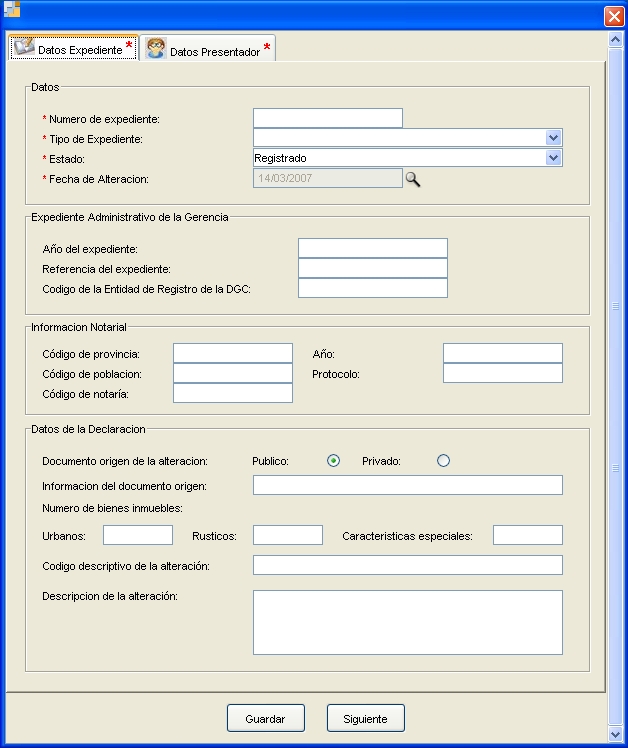 Datos Expediente *
Datos Presentador *
Datos
* Numero de expediente:
* Tipo de Expediente:
* Estado: Registrado
* Fecha de Alteracion: 14/03/2007
Expediente Administrativo de la Gerencia
Año del expediente:
Referencia del expediente:
Codigo de la Entidad de Registro de la DGC:
Informacion Notarial
Código de provincia: Año:
Código de poblacion: Protocolo:
Código de notaría:
Datos de la Declaracion
Documento origen de la alteracion: Publico: Privado:
Informacion del documento origen:
Numero de bienes inmuebles:
Urbanos: Rusticos: Caracteristicas especiales:
Codigo descriptivo de la alteración:
Descripcion de la alteración:
Guardar Siguiente